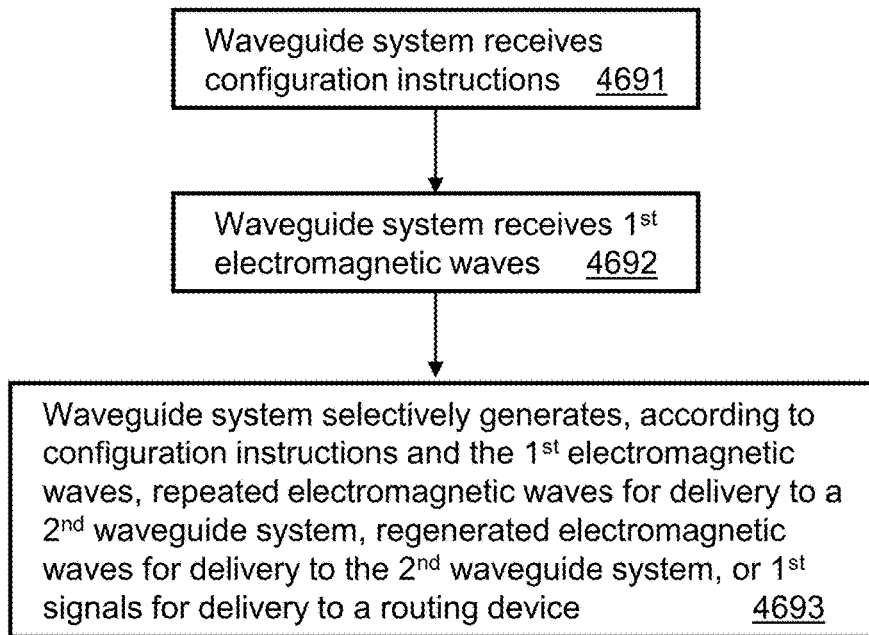 Waveguide system receives
configuration instructions 4691
Waveguide system receives 1st
electromagnetic waves 4692
Waveguide system selectively generates, according to
configuration instructions and the 1st electromagnetic
waves, repeated electromagnetic waves for delivery to a
2nd waveguide system, regenerated electromagnetic
waves for delivery to the 2nd waveguide system, or 1st
signals for delivery to a routing device 4693